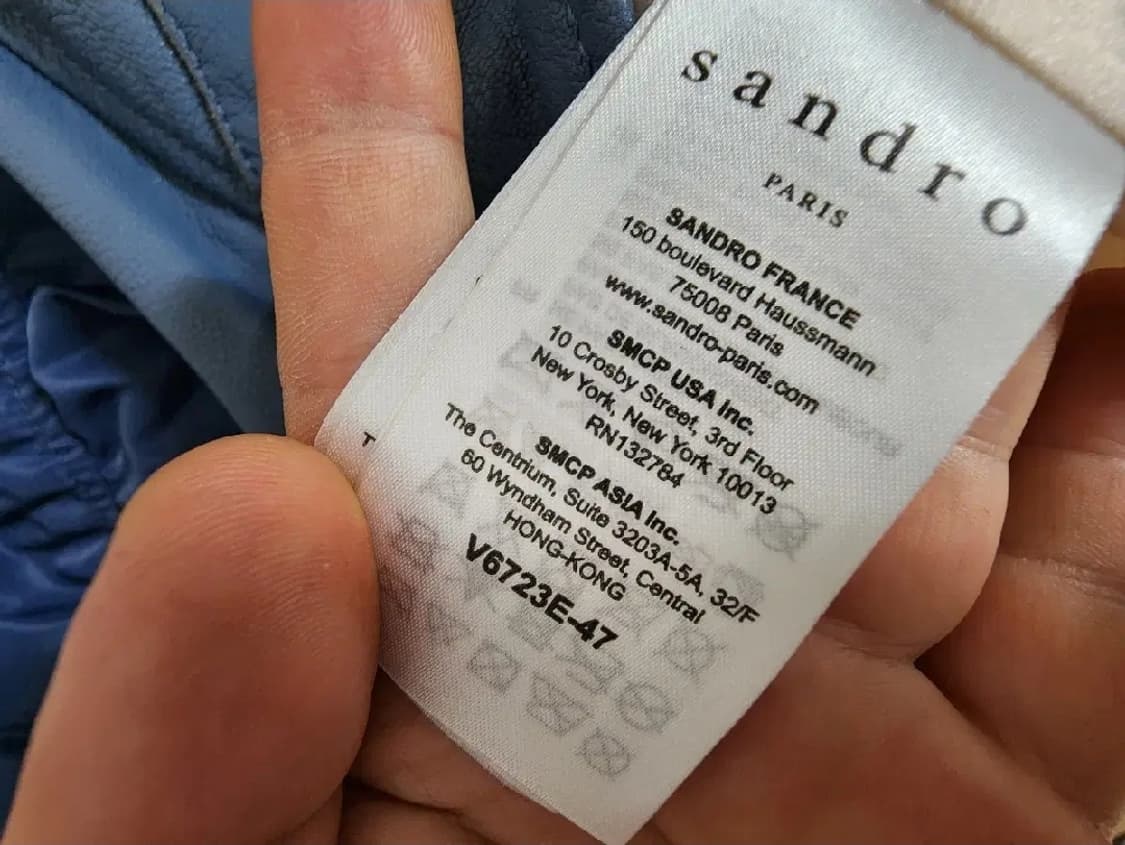 sandro
PARIS
SANDRO FRANCE
150 boulevard Haussmann
75008 Paris
www.sandro-paris.com
SMCP USA Inc.
10 Crosby Street, 3rd Floor
New York, New York 10013
RN132784
SMCP ASIA Inc.
The Centrium, Suite 3203A-5A, 32/F
60 Wyndham Street, Central
HONG-KONG
V6723E-47
T